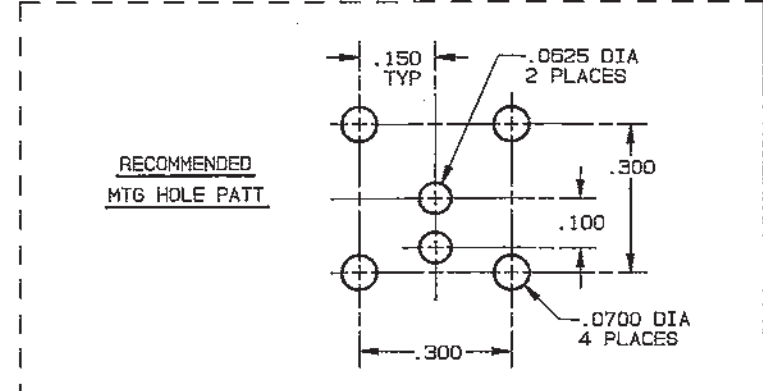 .150
TYP
.0625 DIA
2 PLACES
RECOMMENDED
MTG HOLE PATT
.300
.100
.0700 DIA
4 PLACES
.300